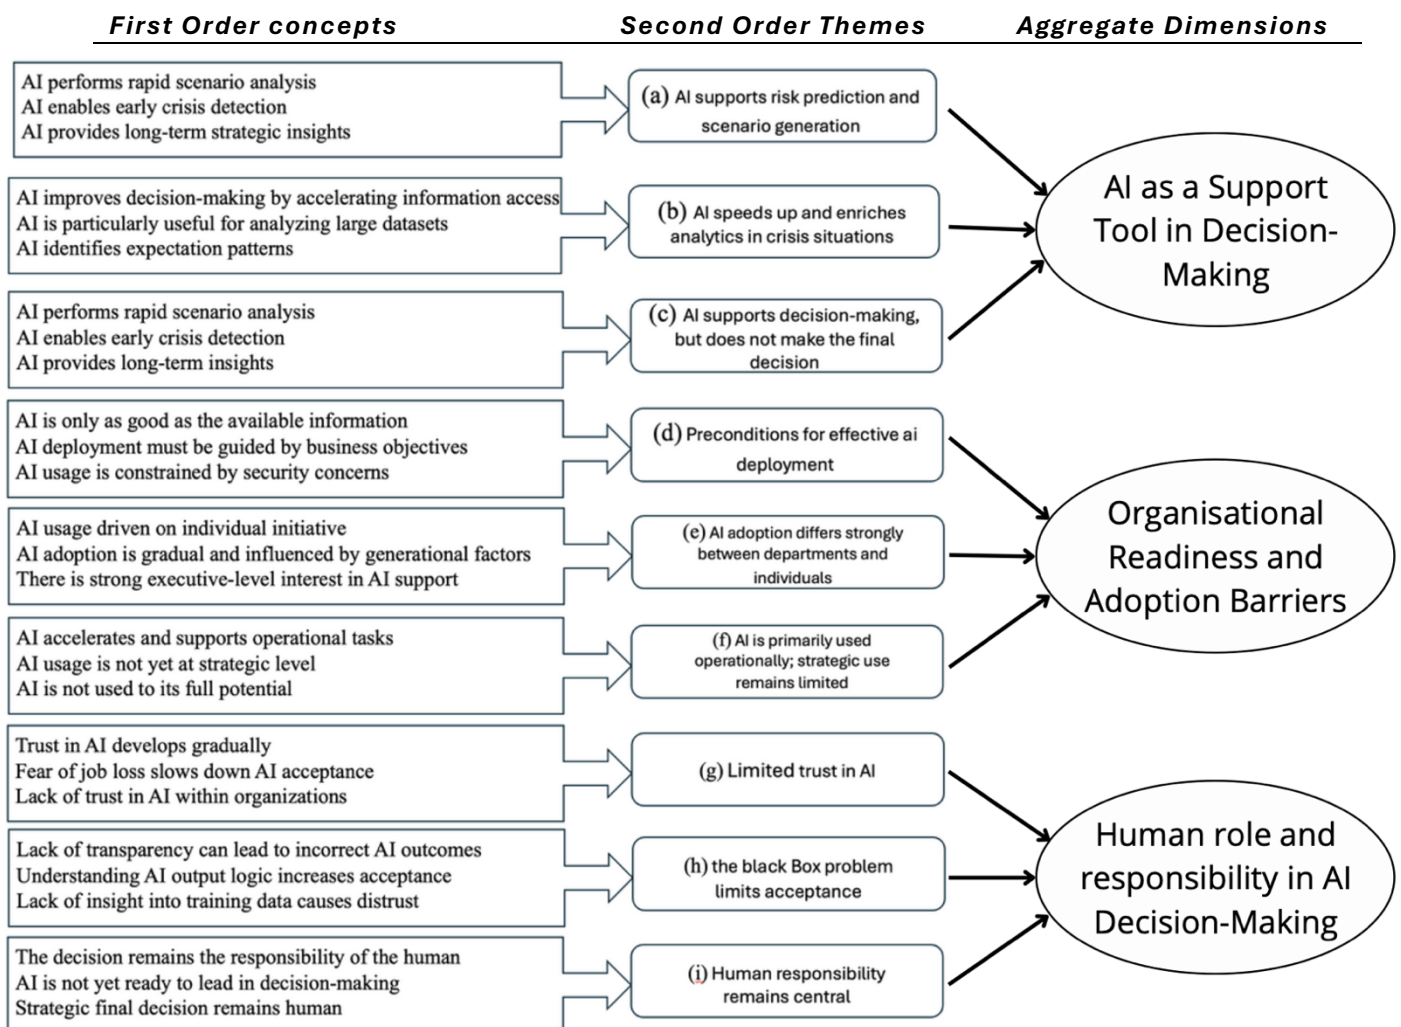 First Order concepts
Second Order Themes
Aggregate Dimensions
AI performs rapid scenario analysis
AI enables early crisis detection
AI provides long-term strategic insights
(a) AI supports risk prediction and
scenario generation
AI improves decision-making by accelerating information access
AI is particularly useful for analyzing large datasets
AI identifies expectation patterns
(b) AI speeds up and enriches
analytics in crisis situations
AI performs rapid scenario analysis
AI enables early crisis detection
AI provides long-term insights
(c) AI supports decision-making,
but does not make the final
decision
AI as a Support
Tool in Decision-
Making
AI is only as good as the available information
AI deployment must be guided by business objectives
AI usage is constrained by security concerns
(d) Preconditions for effective ai
deployment
AI usage driven on individual initiative
AI adoption is gradual and influenced by generational factors
There is strong executive-level interest in AI support
(e) AI adoption differs strongly
between departments and
individuals
AI accelerates and supports operational tasks
AI usage is not yet at strategic level
AI is not used to its full potential
(f) AI is primarily used
operationally; strategic use
remains limited
Organisational
Readiness and
Adoption Barriers
Trust in AI develops gradually
Fear of job loss slows down AI acceptance
Lack of trust in AI within organizations
(g) Limited trust in AI
Lack of transparency can lead to incorrect AI outcomes
Understanding AI output logic increases acceptance
Lack of insight into training data causes distrust
(h) the black Box problem
limits acceptance
The decision remains the responsibility of the human
AI is not yet ready to lead in decision-making
Strategic final decision remains human
(i) Human responsibility
remains central
Human role and
responsibility in AI
Decision-Making